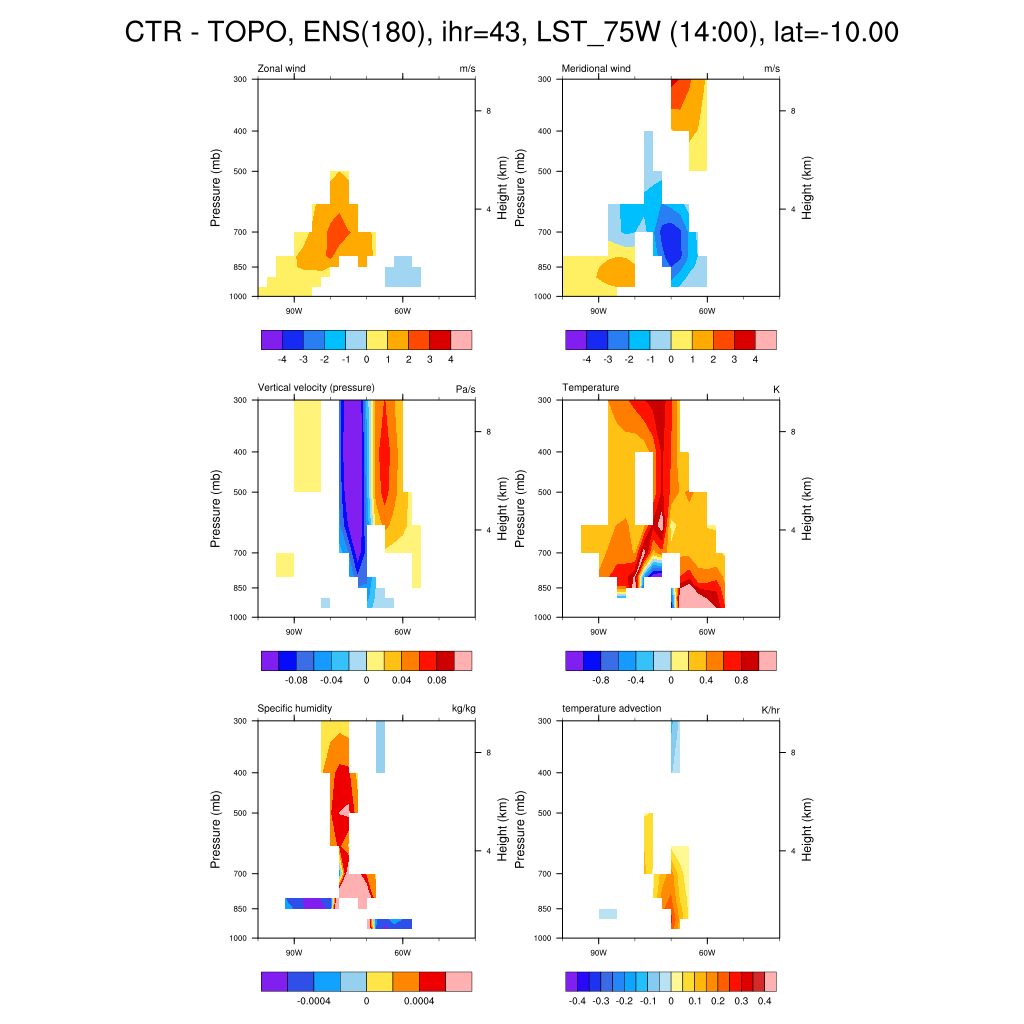 CTR - TOPO, ENS(180), ihr=43, LST_75W (14:00), lat=-10.00
Zonal wind m/s
Pressure (mb)
Height (km)
300
400
500
700
850
1000
8
4
90W 60W
-4 -3 -2 -1 0 1 2 3 4
Meridional wind m/s
Pressure (mb)
Height (km)
300
400
500
700
850
1000
8
4
90W 60W
-4 -3 -2 -1 0 1 2 3 4
Vertical velocity (pressure) Pa/s
Pressure (mb)
Height (km)
300
400
500
700
850
1000
8
4
90W 60W
-0.08 -0.04 0 0.04 0.08
Temperature K
Pressure (mb)
Height (km)
300
400
500
700
850
1000
8
4
90W 60W
-0.8 -0.4 0 0.4 0.8
Specific humidity kg/kg
Pressure (mb)
Height (km)
300
400
500
700
850
1000
8
4
90W 60W
-0.0004 0 0.0004
temperature advection K/hr
Pressure (mb)
Height (km)
300
400
500
700
850
1000
8
4
90W 60W
-0.4 -0.3 -0.2 -0.1 0 0.1 0.2 0.3 0.4